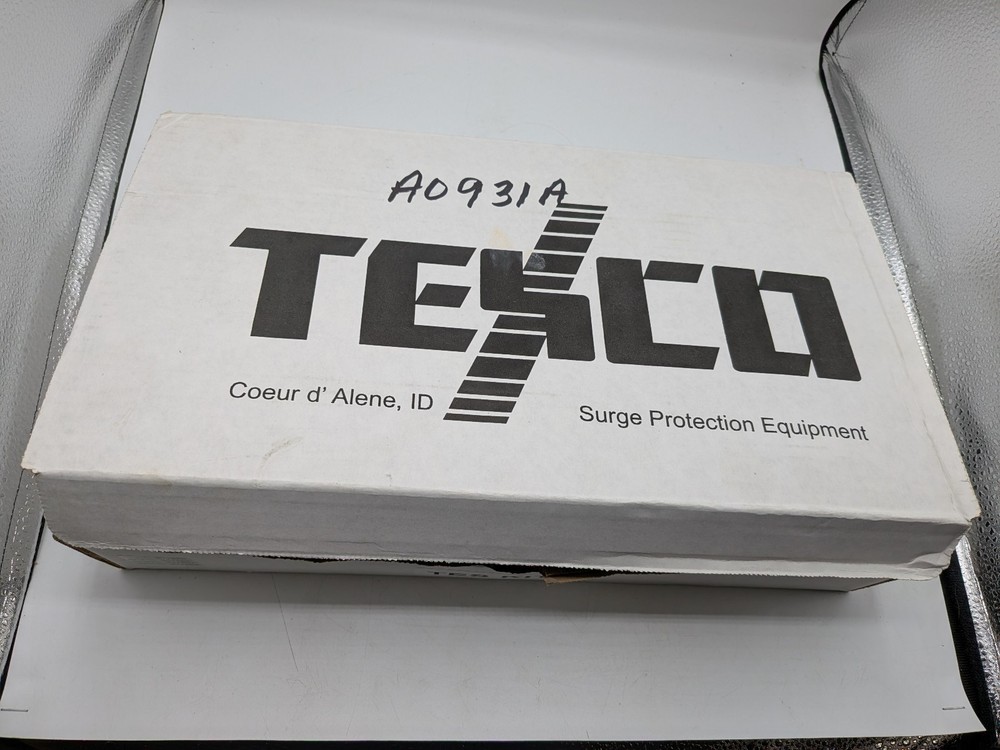 A0931A
TESCO
Coeur d' Alene, ID
Surge Protection Equipment